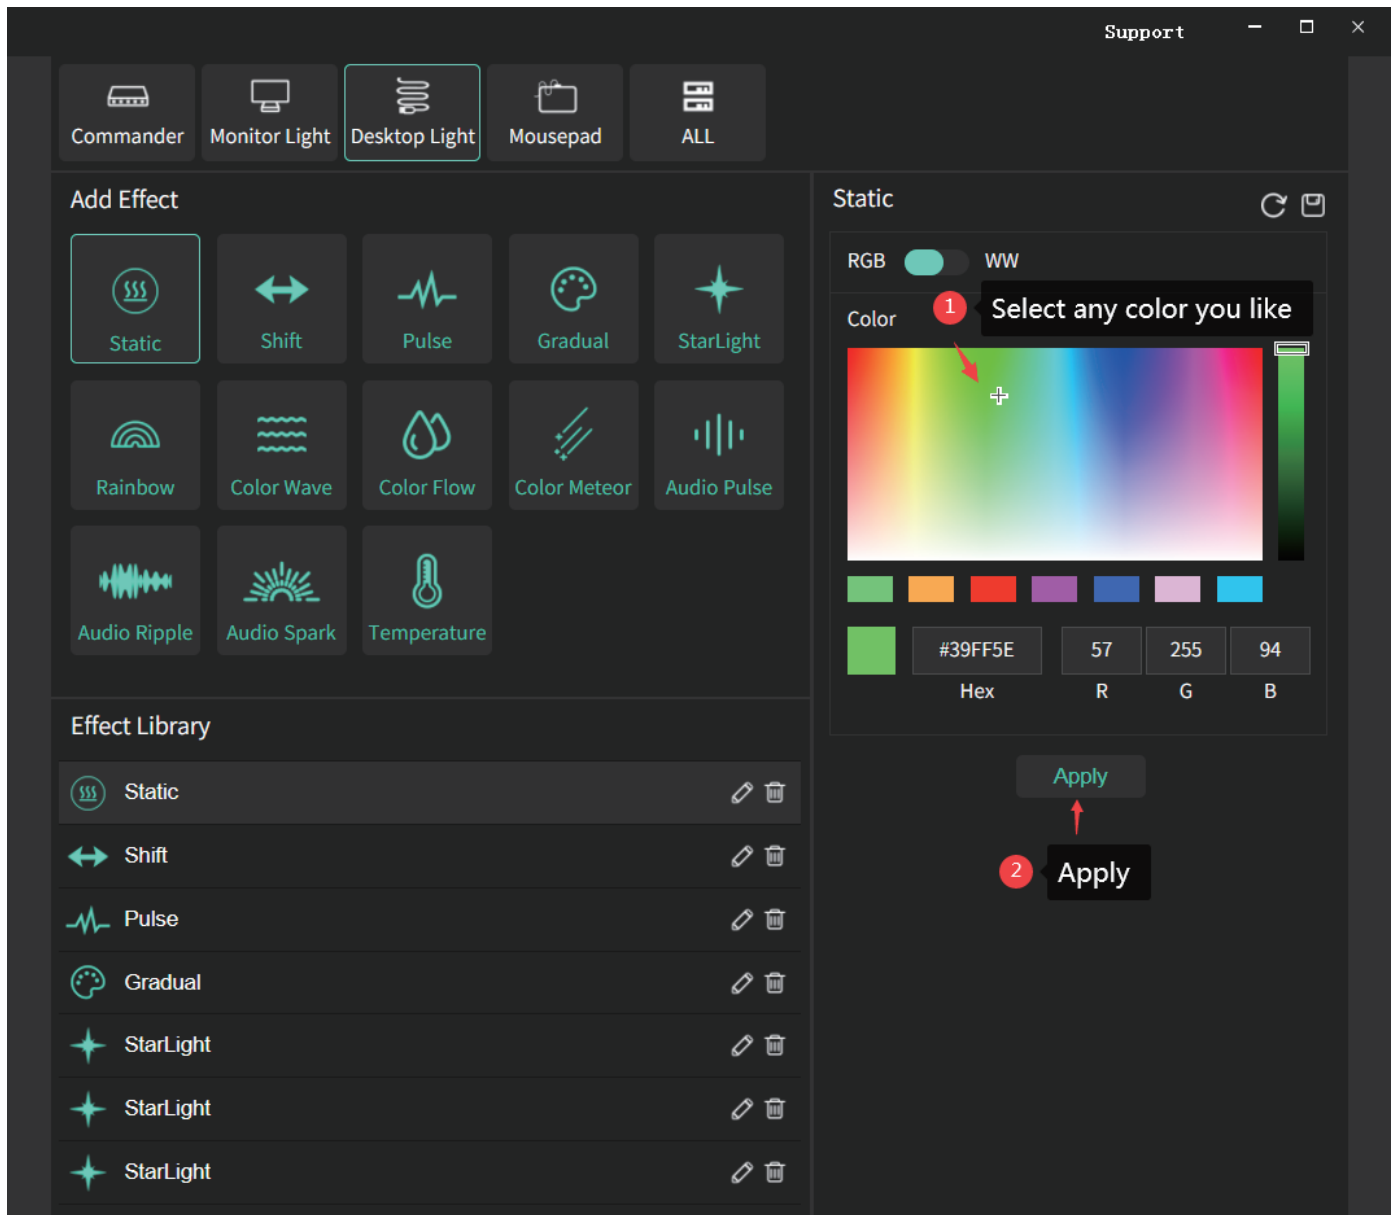 Support
Commander
Monitor Light
Desktop Light
Mousepad
ALL
Add Effect
Static
Shift
Pulse
Gradual
StarLight
Rainbow
Color Wave
Color Flow
Color Meteor
Audio Pulse
Audio Ripple
Audio Spark
Temperature
Effect Library
Static
Shift
Pulse
Gradual
StarLight
StarLight
StarLight
Static
RGB WW
Color
1 Select any color you like
#39FF5E 57 255 94
Hex R G B
Apply
2 Apply